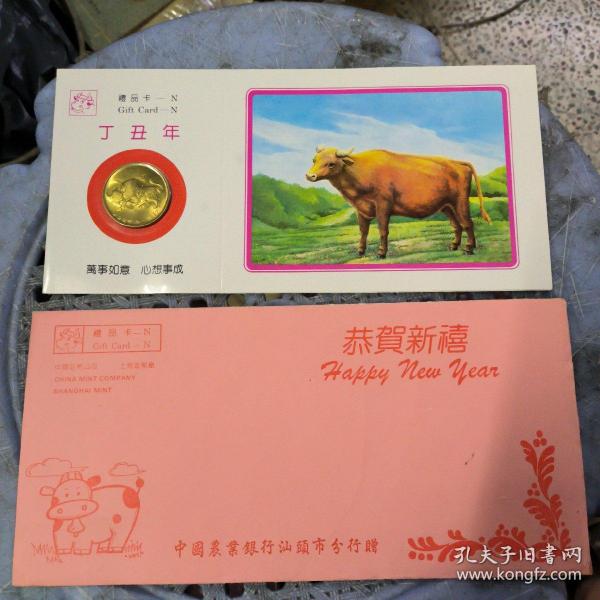 禮品卡—N
Gift Card—N
丁丑年
萬事如意 心想事成
禮品卡—N
Gift Card—N
中國造幣公司 上海造幣廠
CHINA MINT COMPANY
SHANGHAI MINT
恭賀新禧
Happy New Year
中國農業銀行汕頭市分行贈
孔夫子旧書网
www.kongfz.com